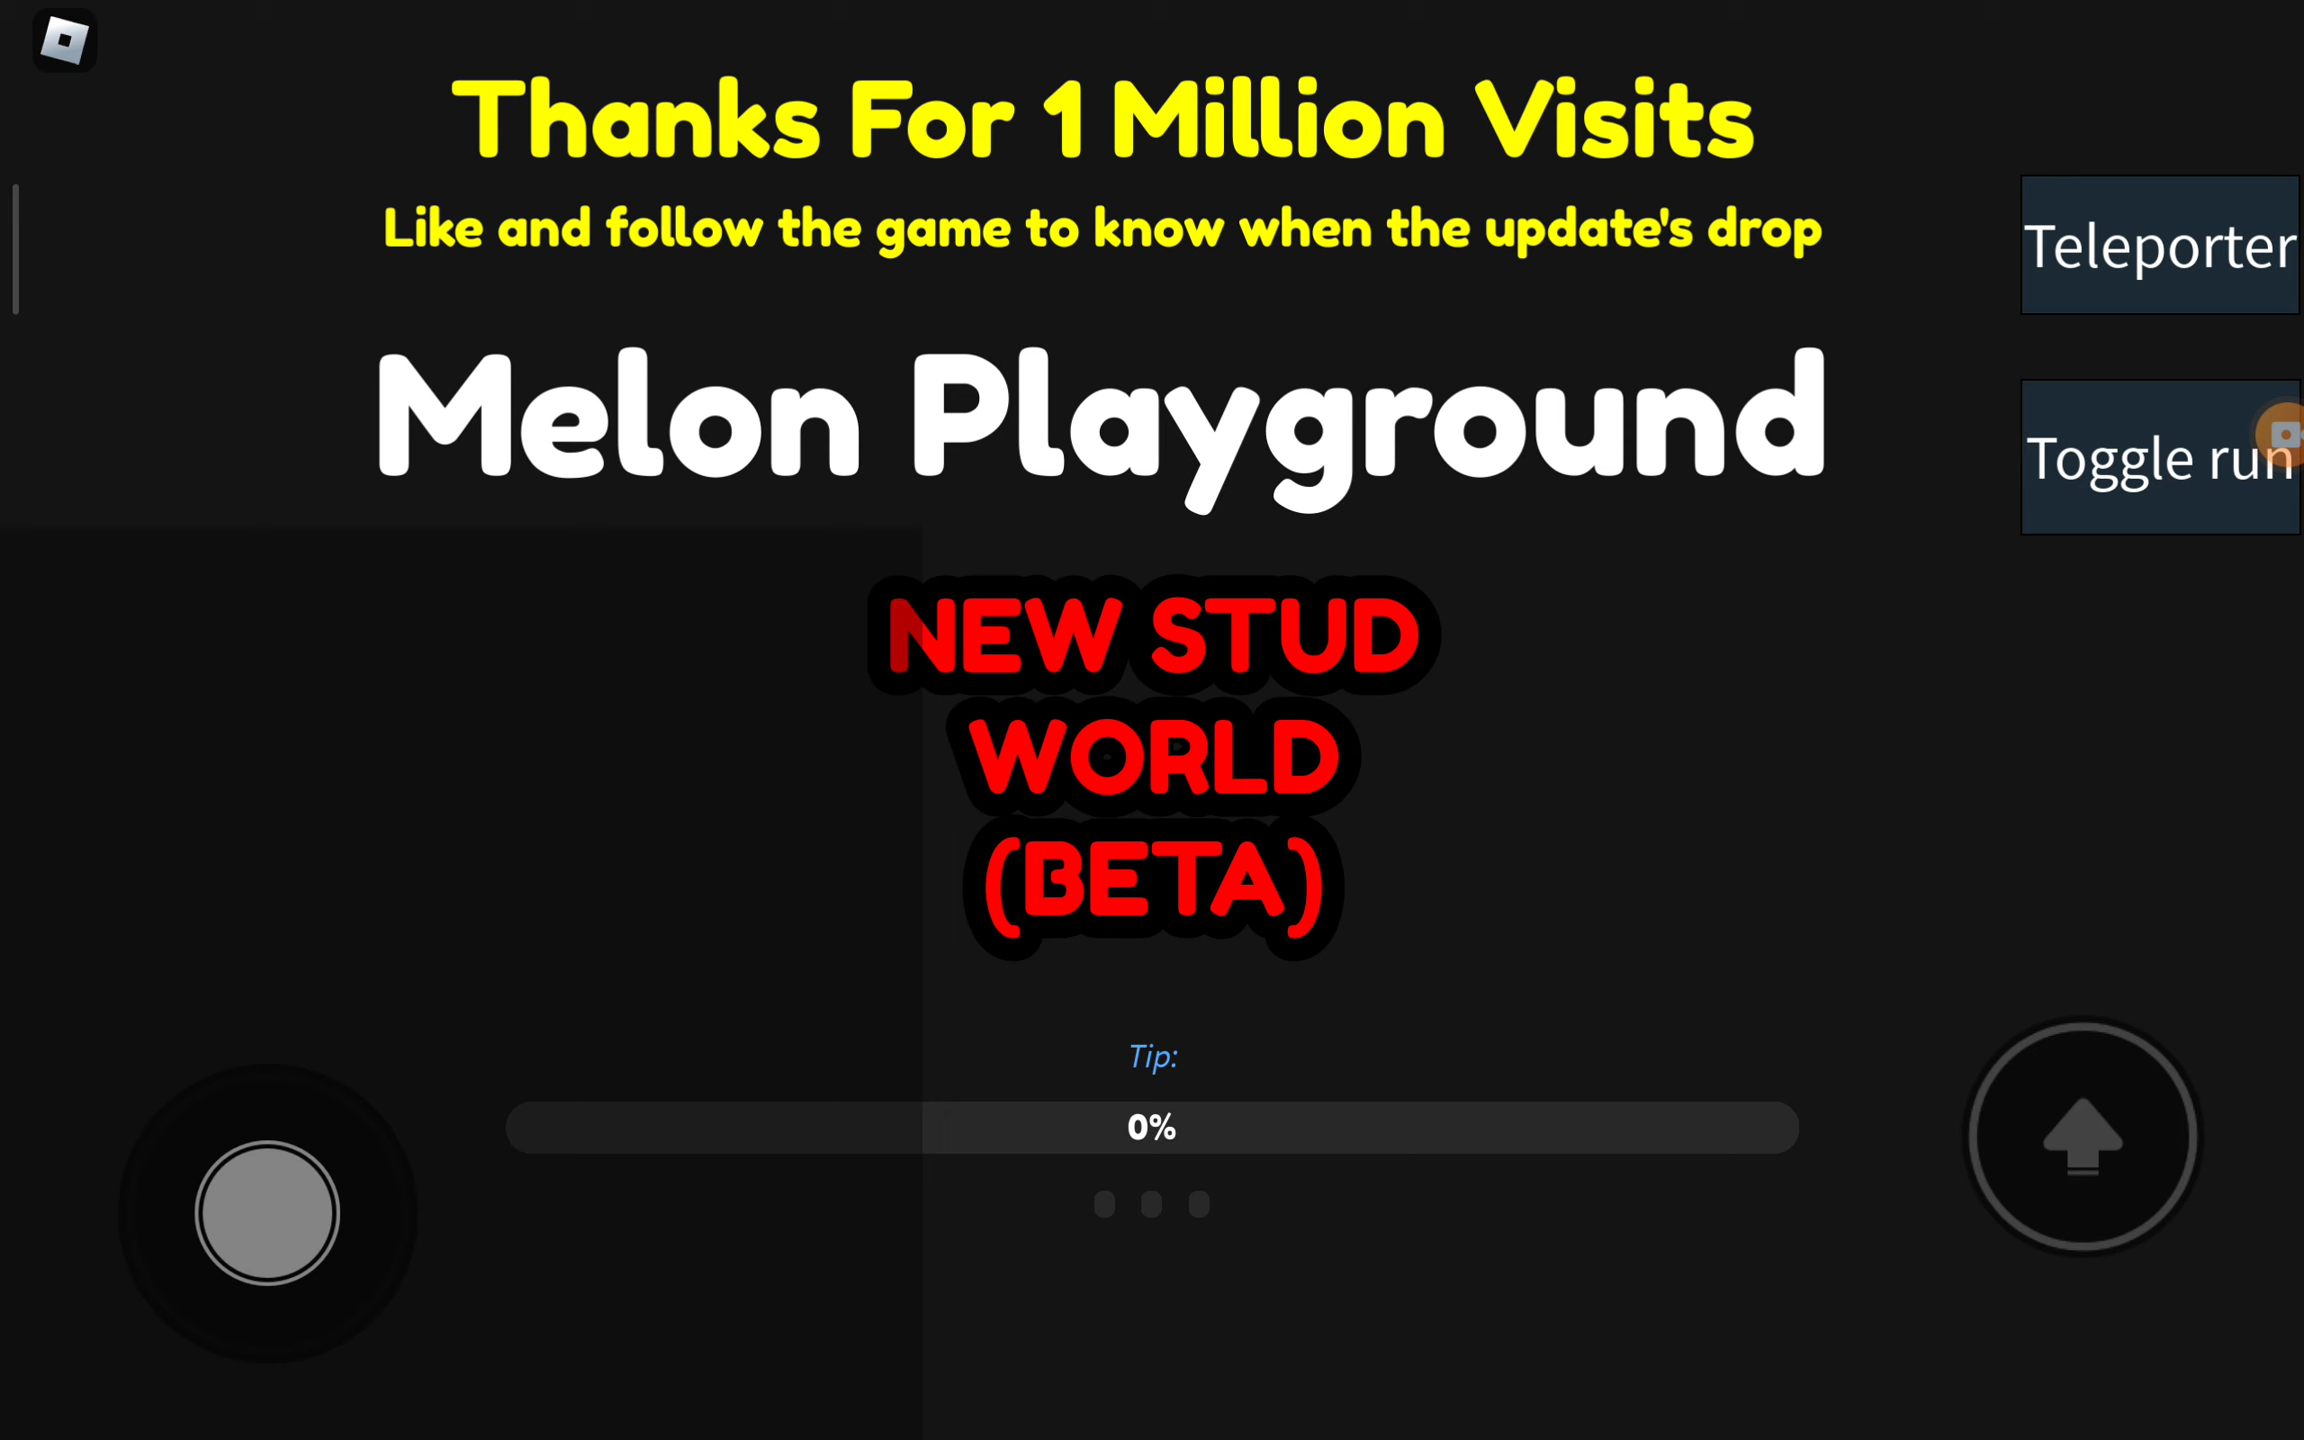 Thanks For 1 Million Visits
Like and follow the game to know when the update's drop
Teleporter
Melon Playground
Toggle run
NEW STUD
WORLD
(BETA)
Tip:
0%